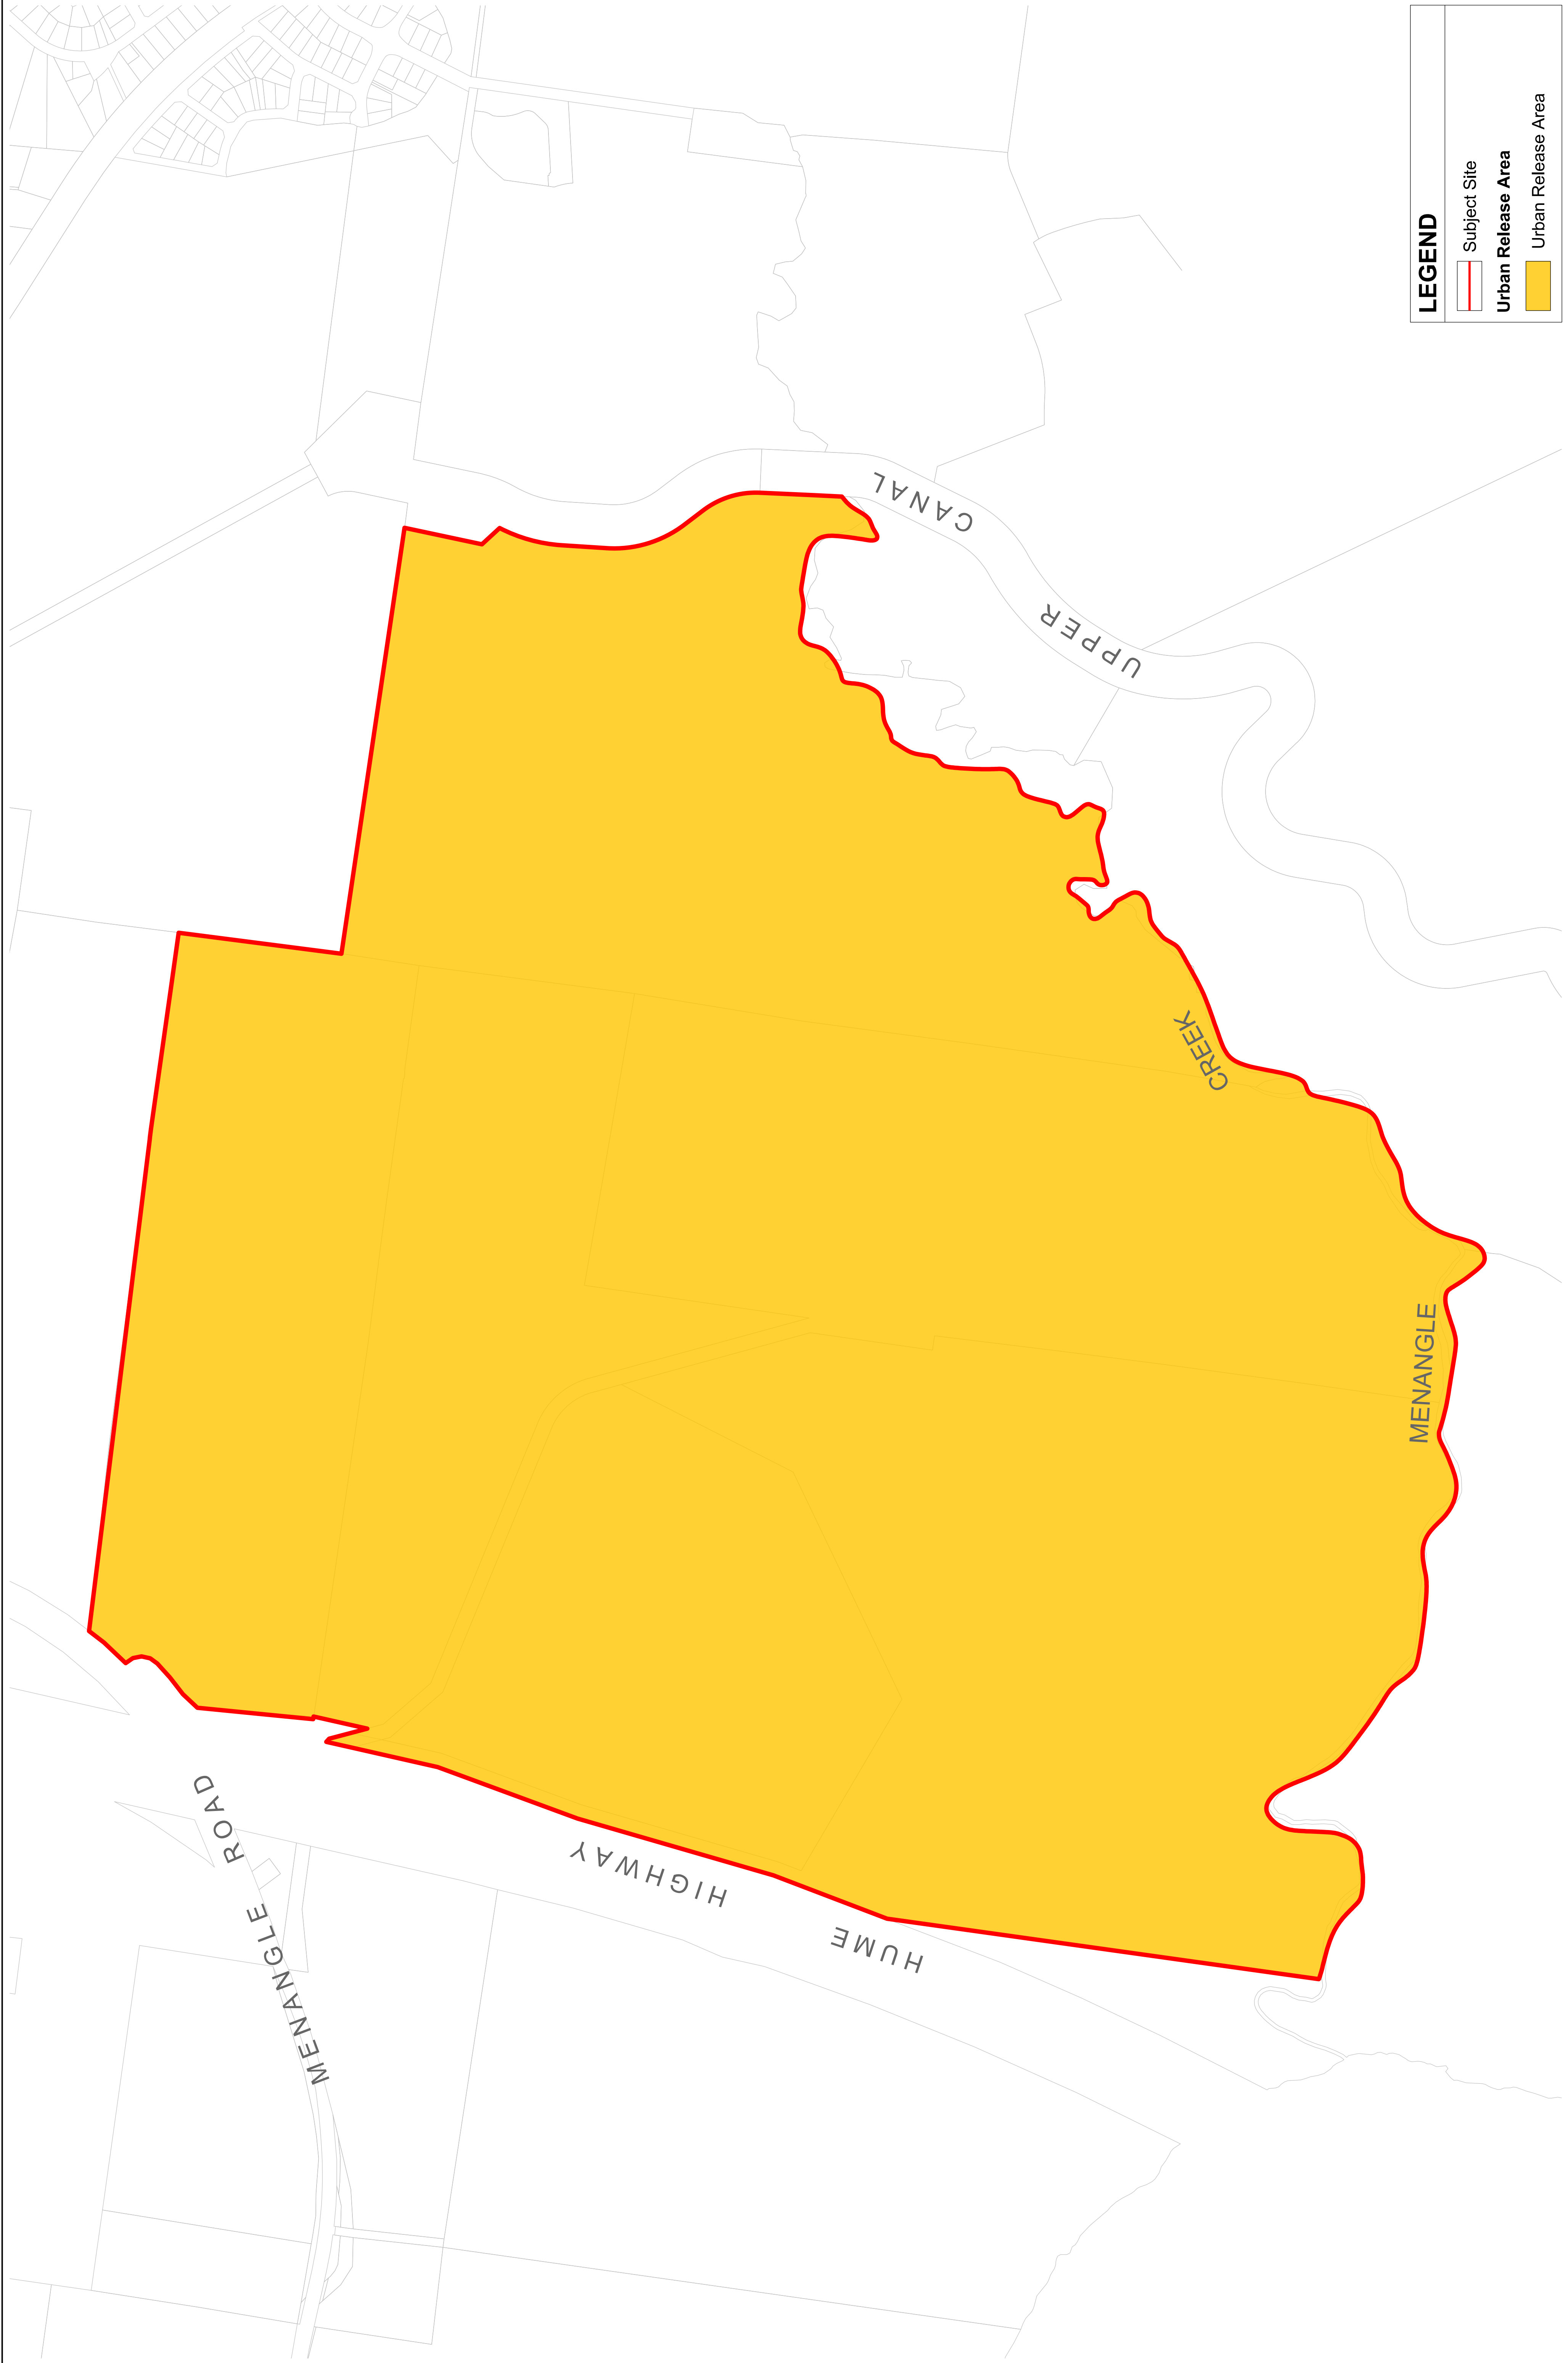 MENANGLE ROAD
HUME HIGHWAY
MENANGLE
CREEK
UPPER CANAL
LEGEND
Subject Site
Urban Release Area
Urban Release Area